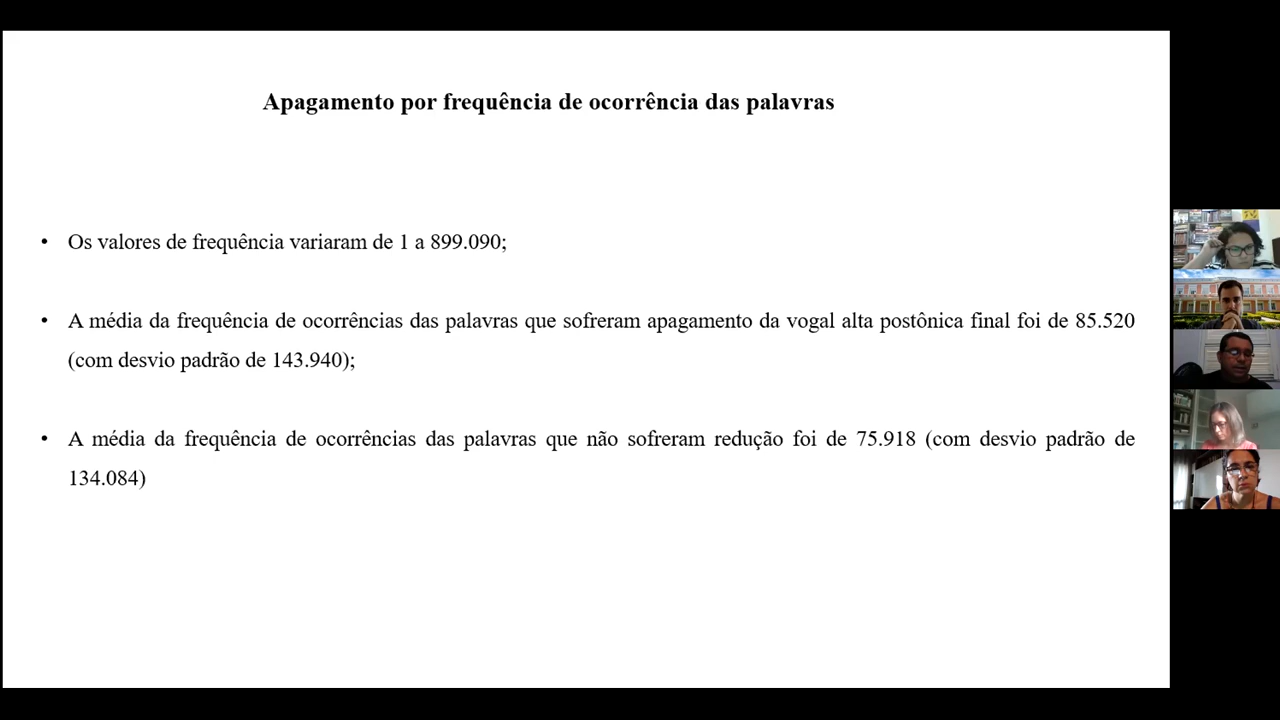 Apagamento por frequência de ocorrência das palavras
• Os valores de frequência variaram de 1 a 899.090;
• A média da frequência de ocorrências das palavras que sofreram apagamento da vogal alta postônica final foi de 85.520
(com desvio padrão de 143.940);
• A média da frequência de ocorrências das palavras que não sofreram redução foi de 75.918 (com desvio padrão de
134.084)